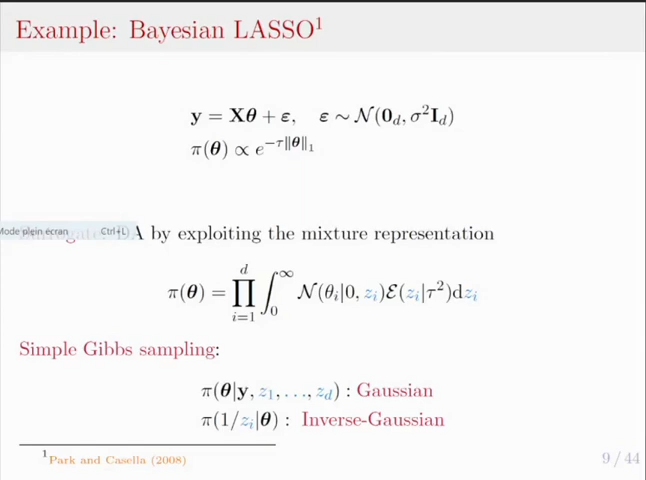 Example: Bayesian LASSO¹
y = Xθ + ε, ε ∼ 𝒩(0_d, σ²I_d)
π(θ) ∝ e^{−τ‖θ‖₁}
Mode plein écran Ctrl+L
DA by exploiting the mixture representation
π(θ) = ∏_{i=1}^{d} ∫_0^∞ 𝒩(θ_i|0, z_i)ℰ(z_i|τ²)dz_i
Simple Gibbs sampling:
π(θ|y, z₁, …, z_d) : Gaussian
π(1/z_i|θ) : Inverse-Gaussian
¹Park and Casella (2008)
9 / 44